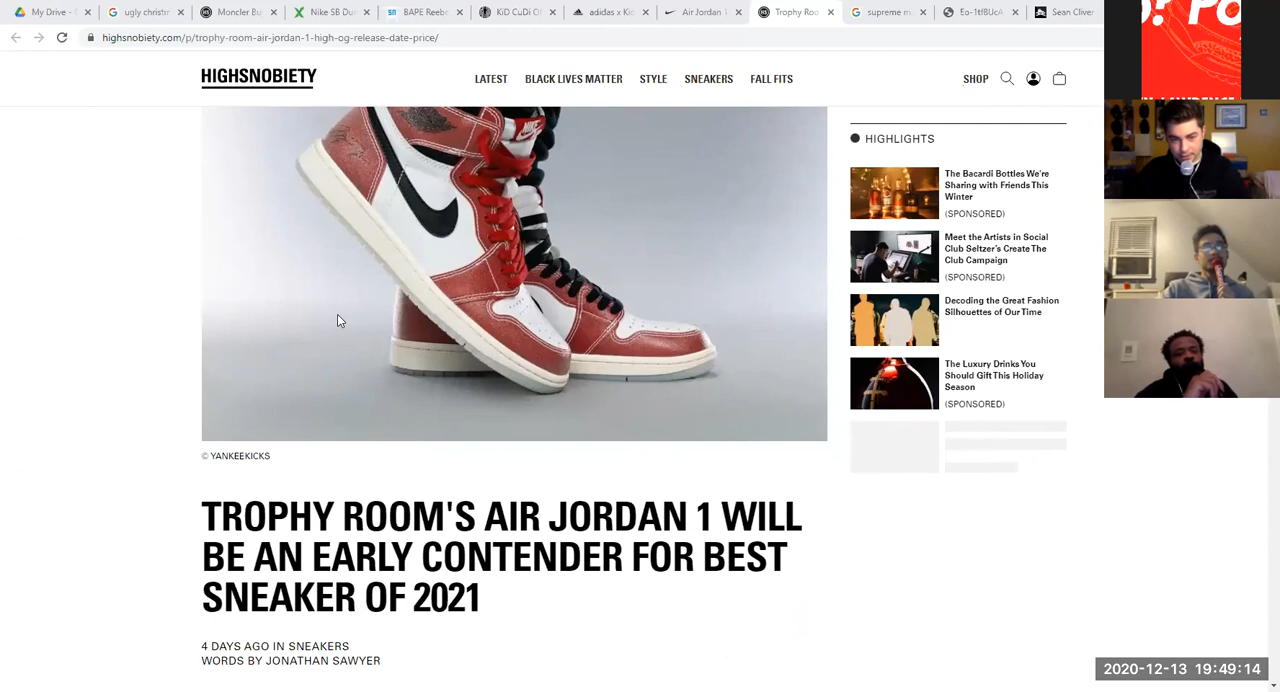 My Drive -
ugly christm
Moncler Bu
Nike SB Dun
BAPE Reeb
KiD CuDi Of
adidas x Kid
Air Jordan 1
Trophy Roo
supreme m
Eo-1tf8UcA
Sean Cliver
highsnobiety.com/p/trophy-room-air-jordan-1-high-og-release-date-price/
HIGHSNOBIETY
LATEST
BLACK LIVES MATTER
STYLE
SNEAKERS
FALL FITS
SHOP
HIGHLIGHTS
The Bacardi Bottles We're
Sharing with Friends This
Winter
(SPONSORED)
Meet the Artists in Social
Club Seltzer's Create The
Club Campaign
(SPONSORED)
Decoding the Great Fashion
Silhouettes of Our Time
The Luxury Drinks You
Should Gift This Holiday
Season
(SPONSORED)
© YANKEEKICKS
TROPHY ROOM'S AIR JORDAN 1 WILL
BE AN EARLY CONTENDER FOR BEST
SNEAKER OF 2021
4 DAYS AGO IN SNEAKERS
WORDS BY JONATHAN SAWYER
2020-12-13 19:49:14